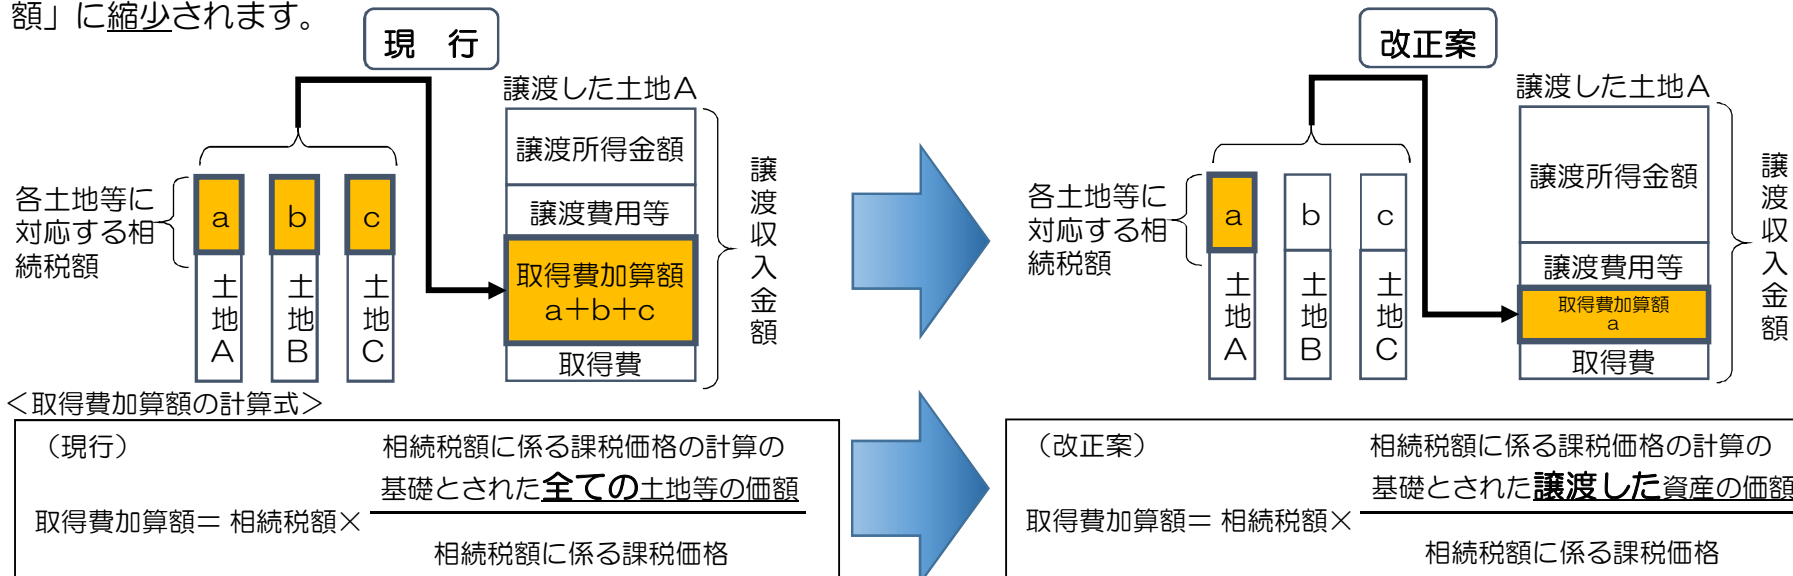 額」に縮少されます。
現　行
譲渡した土地A
各土地等に
対応する相
続税額
a
b
c
土地A
土地B
土地C
譲渡所得金額
譲渡費用等
取得費加算額
a+b+c
取得費
譲渡収入金額
改正案
譲渡した土地A
各土地等に
対応する相
続税額
a
b
c
土地A
土地B
土地C
譲渡所得金額
譲渡費用等
取得費加算額
a
取得費
譲渡収入金額
＜取得費加算額の計算式＞
（現行）
相続税額に係る課税価格の計算の
基礎とされた全ての土地等の価額
取得費加算額＝ 相続税額×
相続税額に係る課税価格
（改正案）
相続税額に係る課税価格の計算の
基礎とされた譲渡した資産の価額
取得費加算額＝ 相続税額×
相続税額に係る課税価格